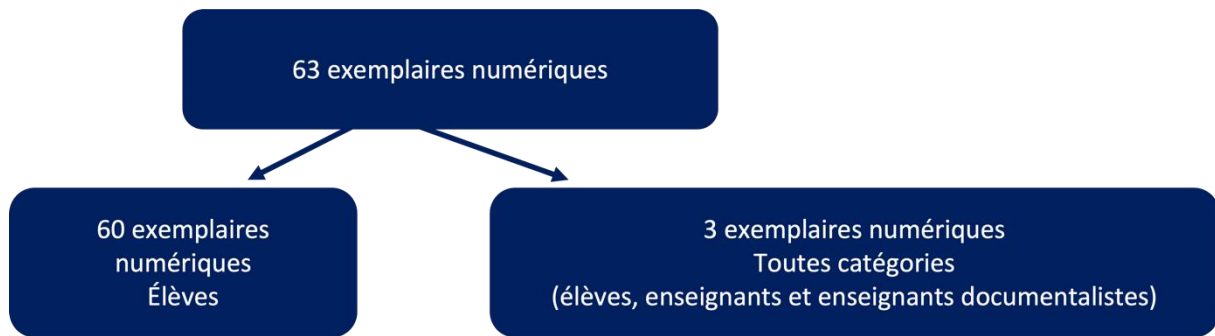 63 exemplaires numériques
60 exemplaires
numériques
Élèves
3 exemplaires numériques
Toutes catégories
(élèves, enseignants et enseignants documentalistes)